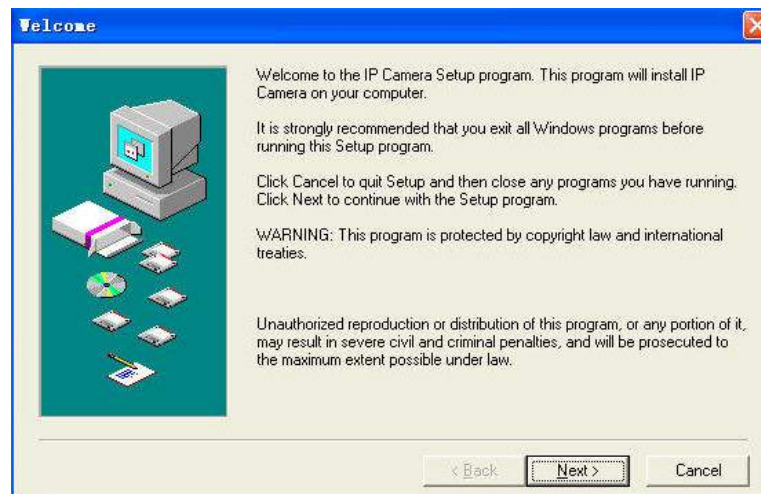 Welcome
Welcome to the IP Camera Setup program. This program will install IP
Camera on your computer.
It is strongly recommended that you exit all Windows programs before
running this Setup program.
Click Cancel to quit Setup and then close any programs you have running.
Click Next to continue with the Setup program.
WARNING: This program is protected by copyright law and international
treaties.
Unauthorized reproduction or distribution of this program, or any portion of it,
may result in severe civil and criminal penalties, and will be prosecuted to
the maximum extent possible under law.
< Back Next > Cancel